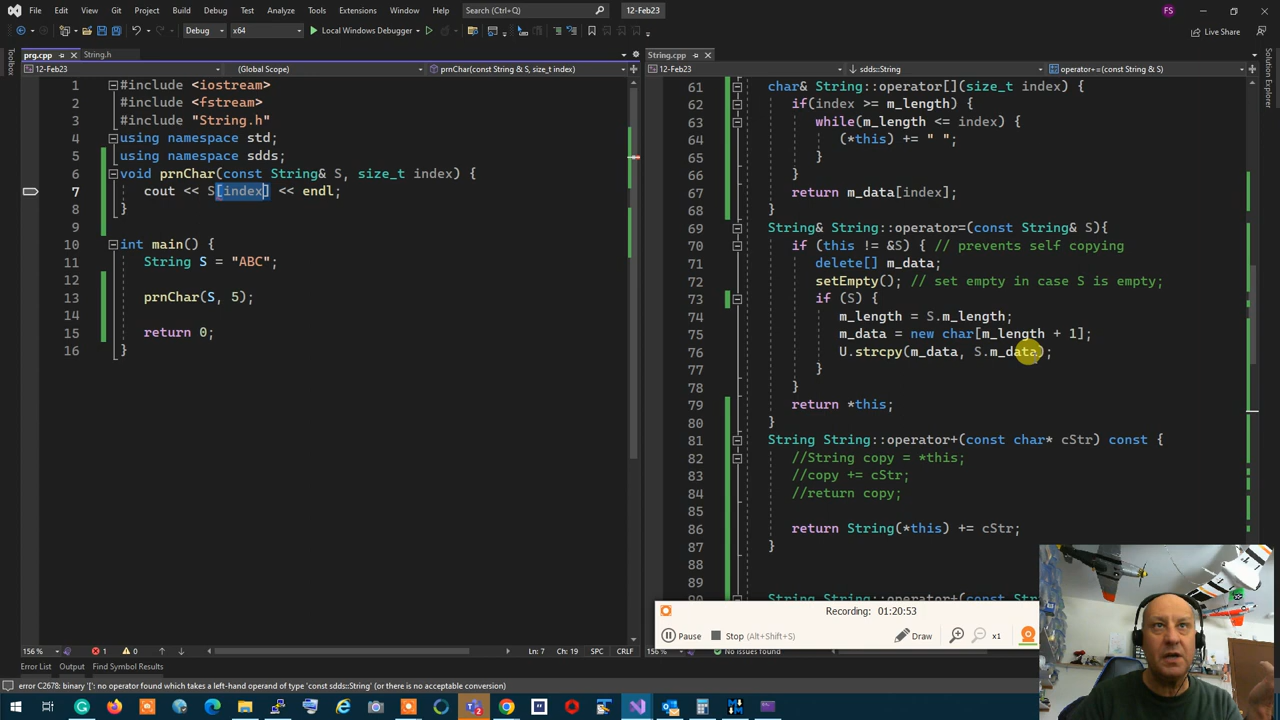 File Edit View Git Project Build Debug Test Analyze Tools Extensions Window Help Search (Ctrl+Q) 12-Feb23 FS
Debug x64 Local Windows Debugger Live Share
prg.cpp String.h
12-Feb23 (Global Scope) prnChar(const String& S, size_t index)
1 #include <iostream>
2 #include <fstream>
3 #include "String.h"
4 using namespace std;
5 using namespace sdds;
6 void prnChar(const String& S, size_t index) {
7 cout << S[index] << endl;
8 }
9
10 int main() {
11 String S = "ABC";
12
13 prnChar(S, 5);
14
15 return 0;
16 }
156 % 1 0 Ln: 7 Ch: 19 SPC CRLF
String.cpp
12-Feb23 sdds::String operator+=(const String& S)
61 char& String::operator[](size_t index) {
62 if(index >= m_length) {
63 while(m_length <= index) {
64 (*this) += " ";
65 }
66 }
67 return m_data[index];
68 }
69 String& String::operator=(const String& S){
70 if (this != &S) { // prevents self copying
71 delete[] m_data;
72 setEmpty(); // set empty in case S is empty;
73 if (S) {
74 m_length = S.m_length;
75 m_data = new char[m_length + 1];
76 U.strcpy(m_data, S.m_data);
77 }
78 }
79 return *this;
80 }
81 String String::operator+(const char* cStr) const {
82 //String copy = *this;
83 //copy += cStr;
84 //return copy;
85
86 return String(*this) += cStr;
87 }
88
89
Recording: 01:20:53
Pause Stop (Alt+Shift+S) Draw x1
156 % No issues found
Toolbox
Solution Explorer
Error List Output Find Symbol Results
error C2678: binary '[': no operator found which takes a left-hand operand of type 'const sdds::String' (or there is no acceptable conversion)